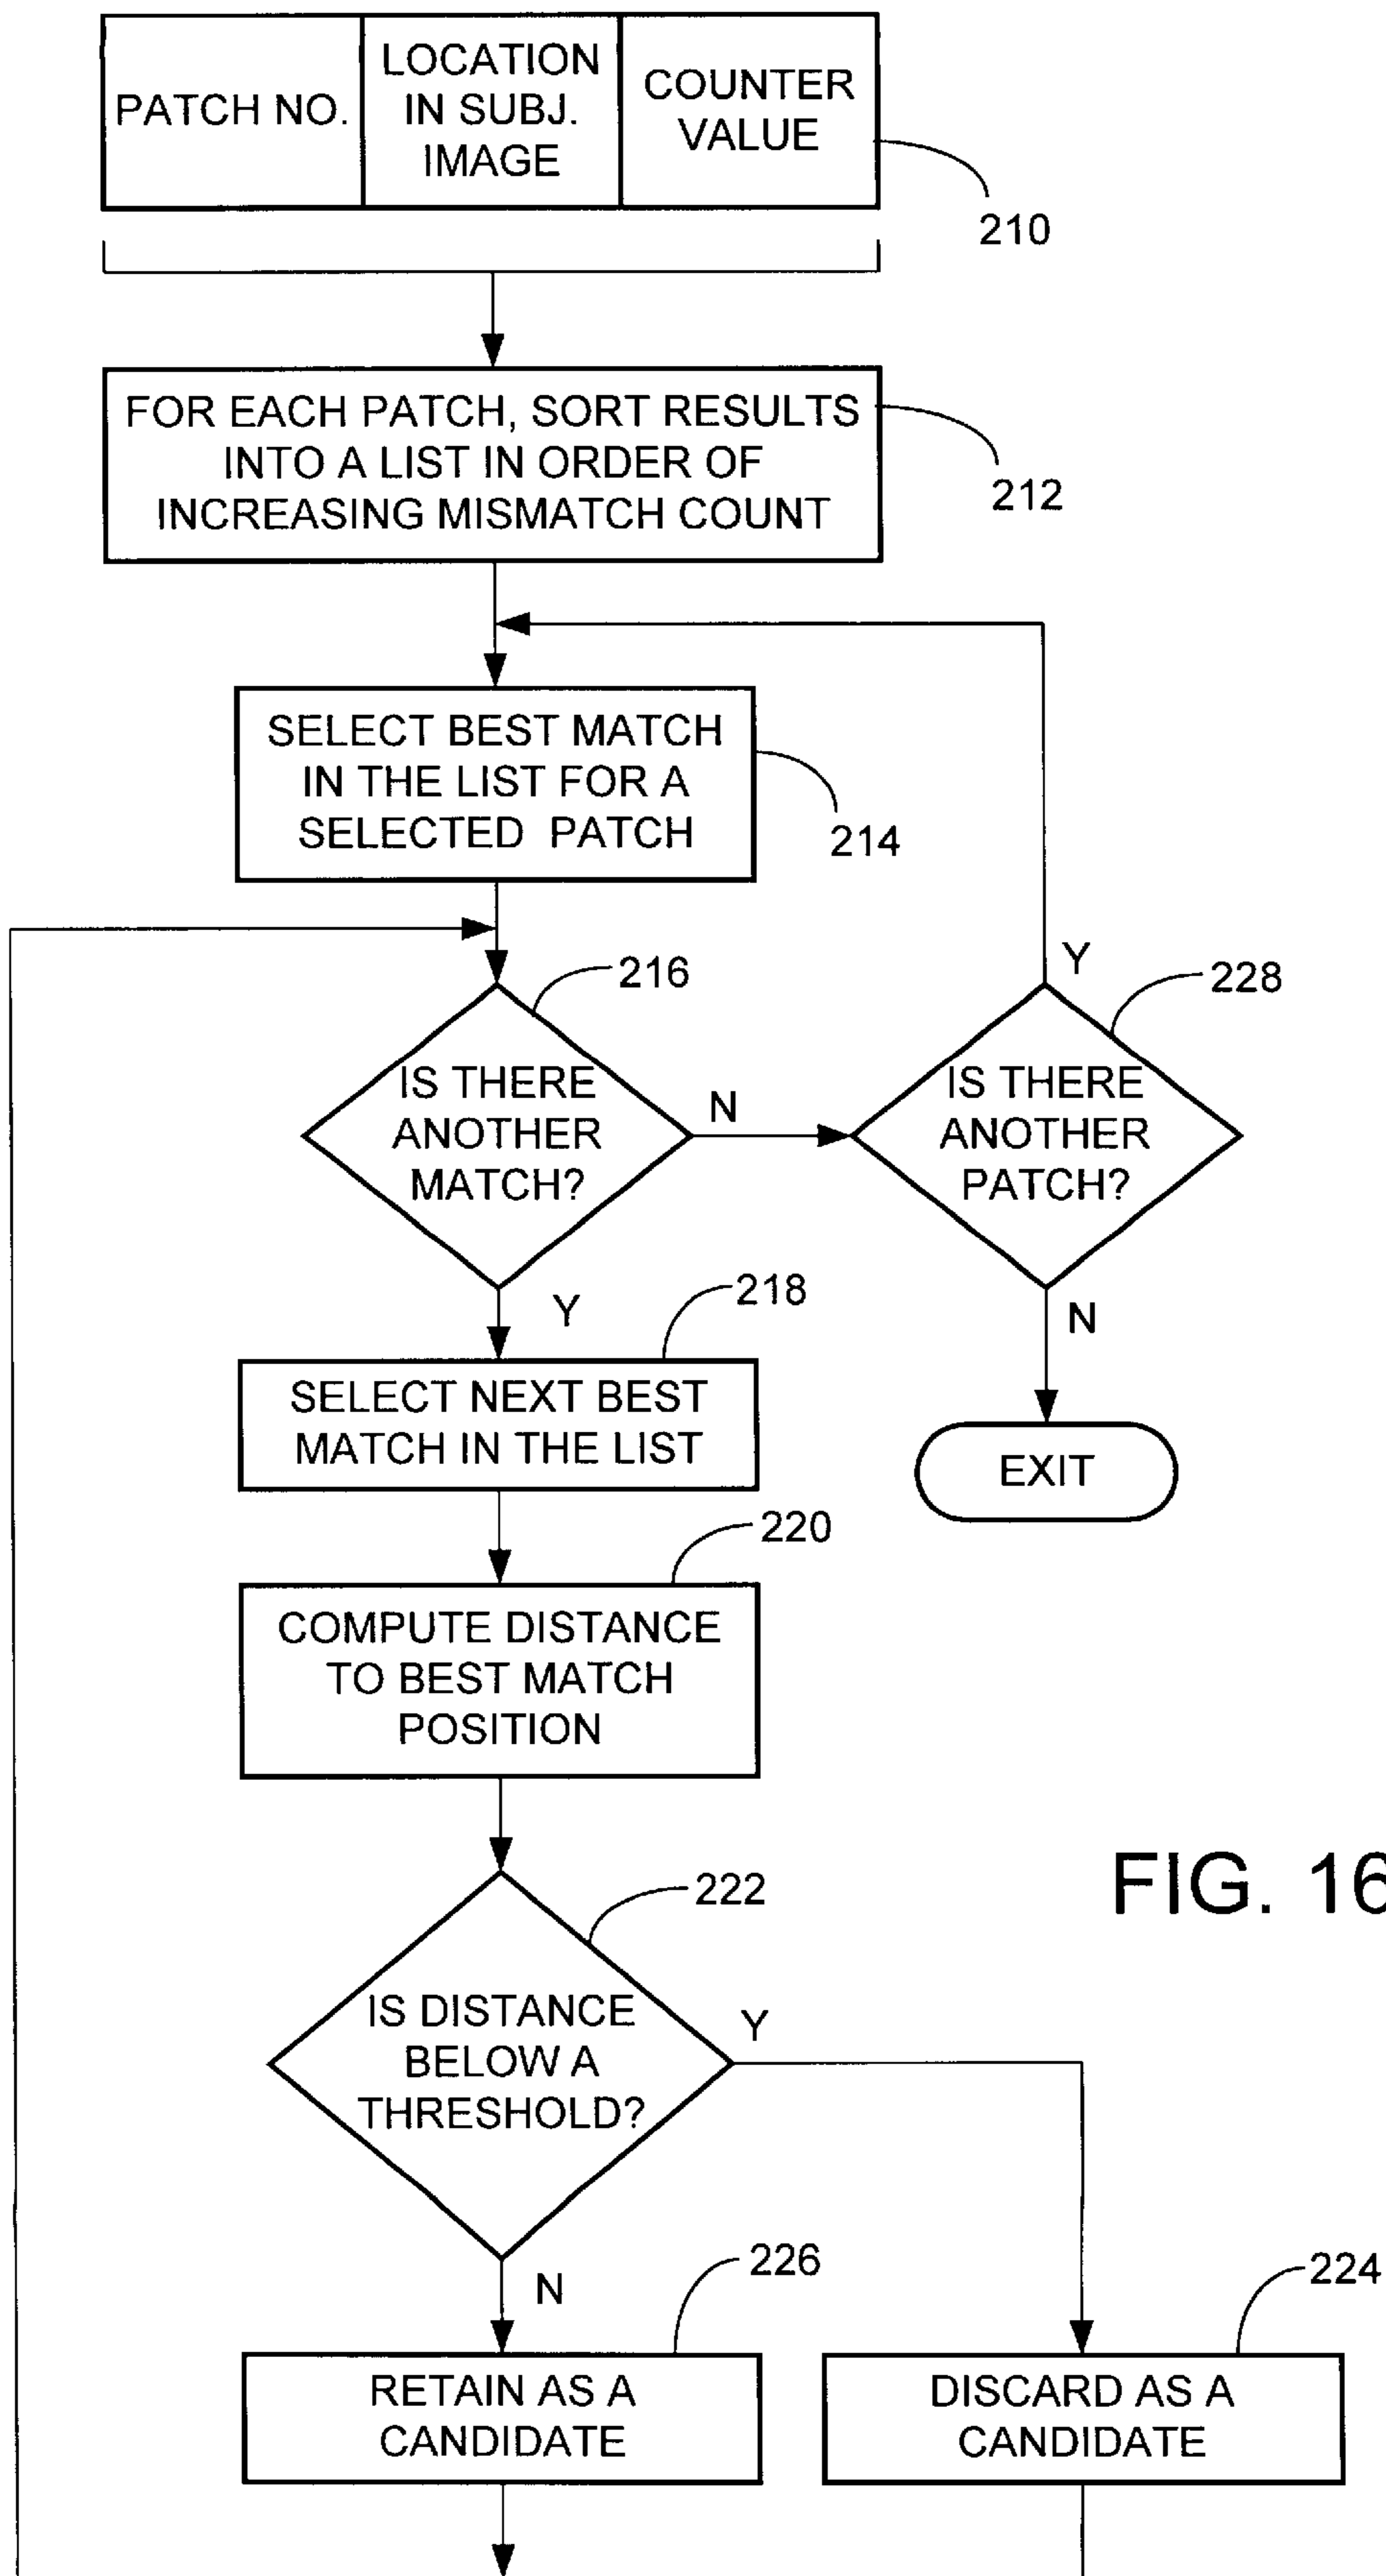 PATCH NO.
LOCATION
IN SUBJ.
IMAGE
COUNTER
VALUE
210
FOR EACH PATCH, SORT RESULTS
INTO A LIST IN ORDER OF
INCREASING MISMATCH COUNT
212
SELECT BEST MATCH
IN THE LIST FOR A
SELECTED PATCH
214
216
IS THERE
ANOTHER
MATCH?
N
Y
Y
228
IS THERE
ANOTHER
PATCH?
N
EXIT
218
SELECT NEXT BEST
MATCH IN THE LIST
220
COMPUTE DISTANCE
TO BEST MATCH
POSITION
FIG. 16
222
IS DISTANCE
BELOW A
THRESHOLD?
Y
N
226
RETAIN AS A
CANDIDATE
224
DISCARD AS A
CANDIDATE